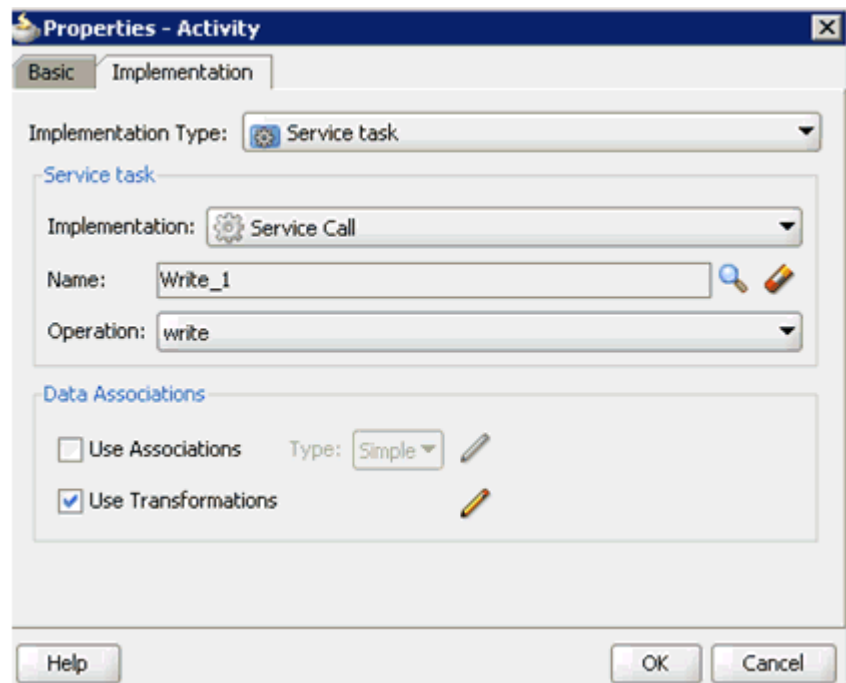 Properties - Activity
Basic Implementation
Implementation Type: Service task
Service task
Implementation: Service Call
Name: Write_1
Operation: write
Data Associations
Use Associations Type: Simple
Use Transformations
Help OK Cancel